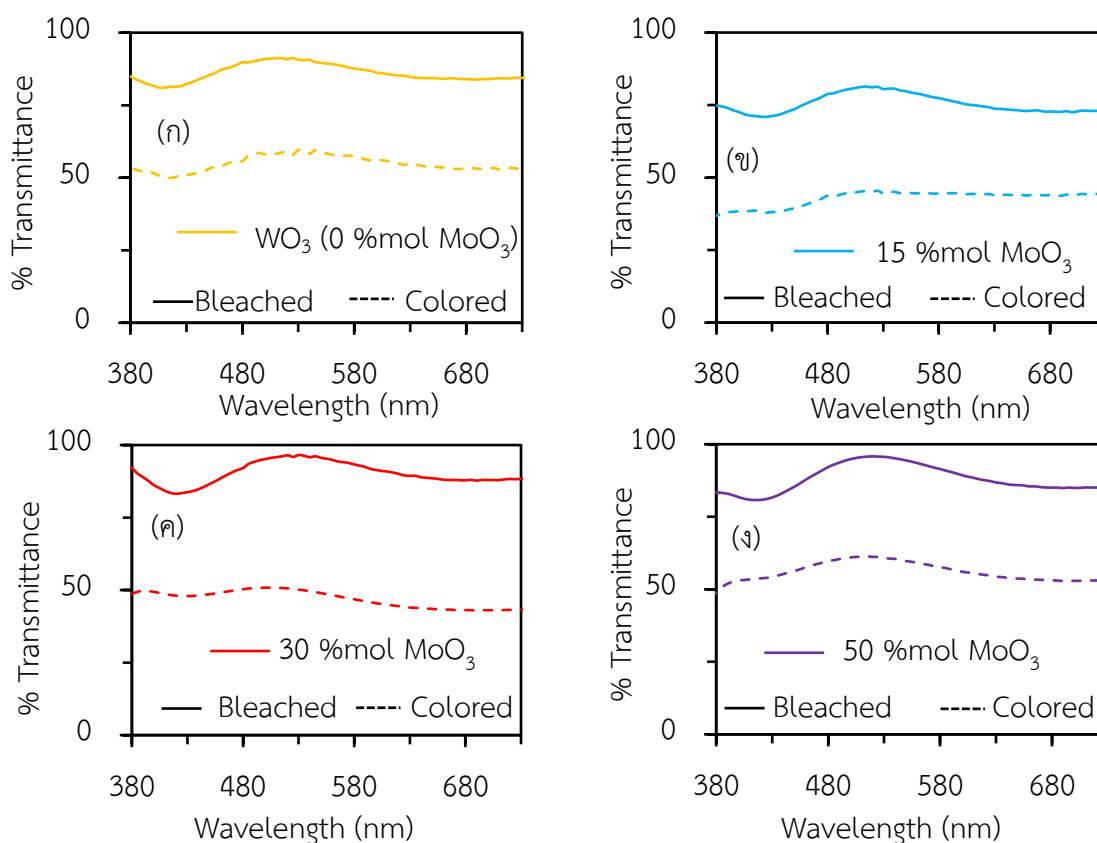 % Transmittance
100
50
0
(ก)
WO₃ (0 %mol MoO₃)
Bleached
Colored
380
480
580
680
Wavelength (nm)
% Transmittance
100
50
0
(ข)
15 %mol MoO₃
Bleached
Colored
380
480
580
680
Wavelength (nm)
% Transmittance
100
50
0
(ค)
30 %mol MoO₃
Bleached
Colored
380
480
580
680
Wavelength (nm)
% Transmittance
100
50
0
(ง)
50 %mol MoO₃
Bleached
Colored
380
480
580
680
Wavelength (nm)